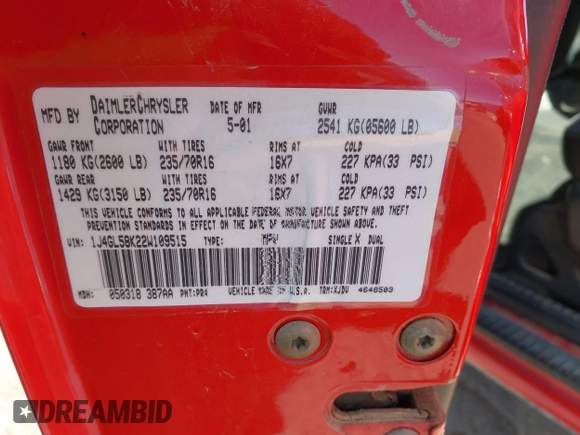 MFD BY DAIMLERCHRYSLER CORPORATION DATE OF MFR 5-01 GVWR 2541 KG(05600 LB)
GAWR FRONT WITH TIRES RIMS AT COLD
1180 KG(2600 LB) 235/70R16 16X7 227 KPA(33 PSI)
GAWR REAR WITH TIRES RIMS AT COLD
1429 KG(3150 LB) 235/70R16 16X7 227 KPA(33 PSI)
THIS VEHICLE CONFORMS TO ALL APPLICABLE FEDERAL MOTOR VEHICLE SAFETY AND THEFT
PREVENTION STANDARDS IN EFFECT ON THE DATE OF MANUFACTURE SHOWN ABOVE.
VIN: 1J4GL58K22W109515 TYPE: MPV SINGLE X DUAL
MDH: 050318 387AA PNT:PR4 VEHICLE MADE IN U.S.A. TRM:XJDV 4648503
DREAMBID